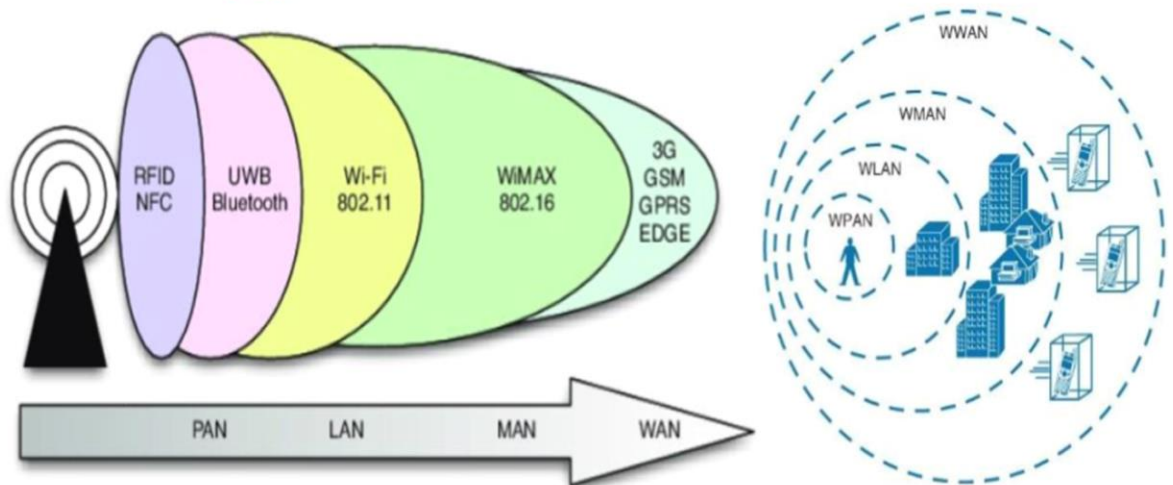 RFID
NFC
UWB
Bluetooth
Wi-Fi
802.11
WiMAX
802.16
3G
GSM
GPRS
EDGE
PAN
LAN
MAN
WAN
WWAN
WMAN
WLAN
WPAN